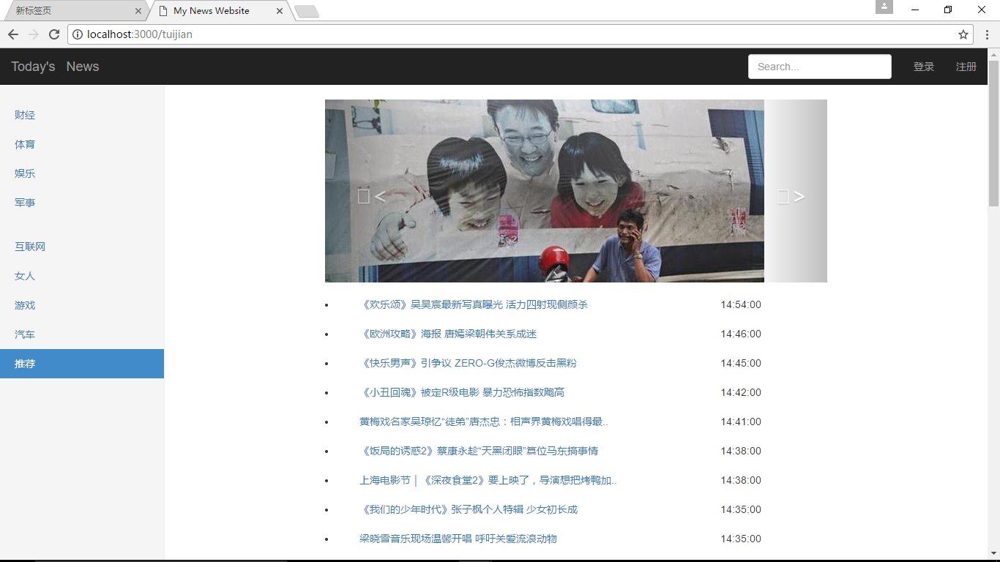 新标签页
My News Website
localhost:3000/tuijian
Today's News
Search...
登录
注册
财经
体育
娱乐
军事
互联网
女人
游戏
汽车
推荐
<
>
《欢乐颂》吴昊宸最新写真曝光 活力四射现侧颜杀 14:54:00
《欧洲攻略》海报 唐嫣梁朝伟关系成迷 14:46:00
《快乐男声》引争议 ZERO-G俊杰微博反击黑粉 14:45:00
《小丑回魂》被定R级电影 暴力恐怖指数飚高 14:42:00
黄梅戏名家吴琼忆“徒弟”唐杰忠：相声界黄梅戏唱得最.. 14:41:00
《饭局的诱惑2》蔡康永趁“天黑闭眼”篡位马东搞事情 14:38:00
上海电影节｜《深夜食堂2》要上映了，导演想把烤鸭加.. 14:38:00
《我们的少年时代》张子枫个人特辑 少女初长成 14:35:00
梁晓雪音乐现场温馨开唱 呼吁关爱流浪动物 14:35:00